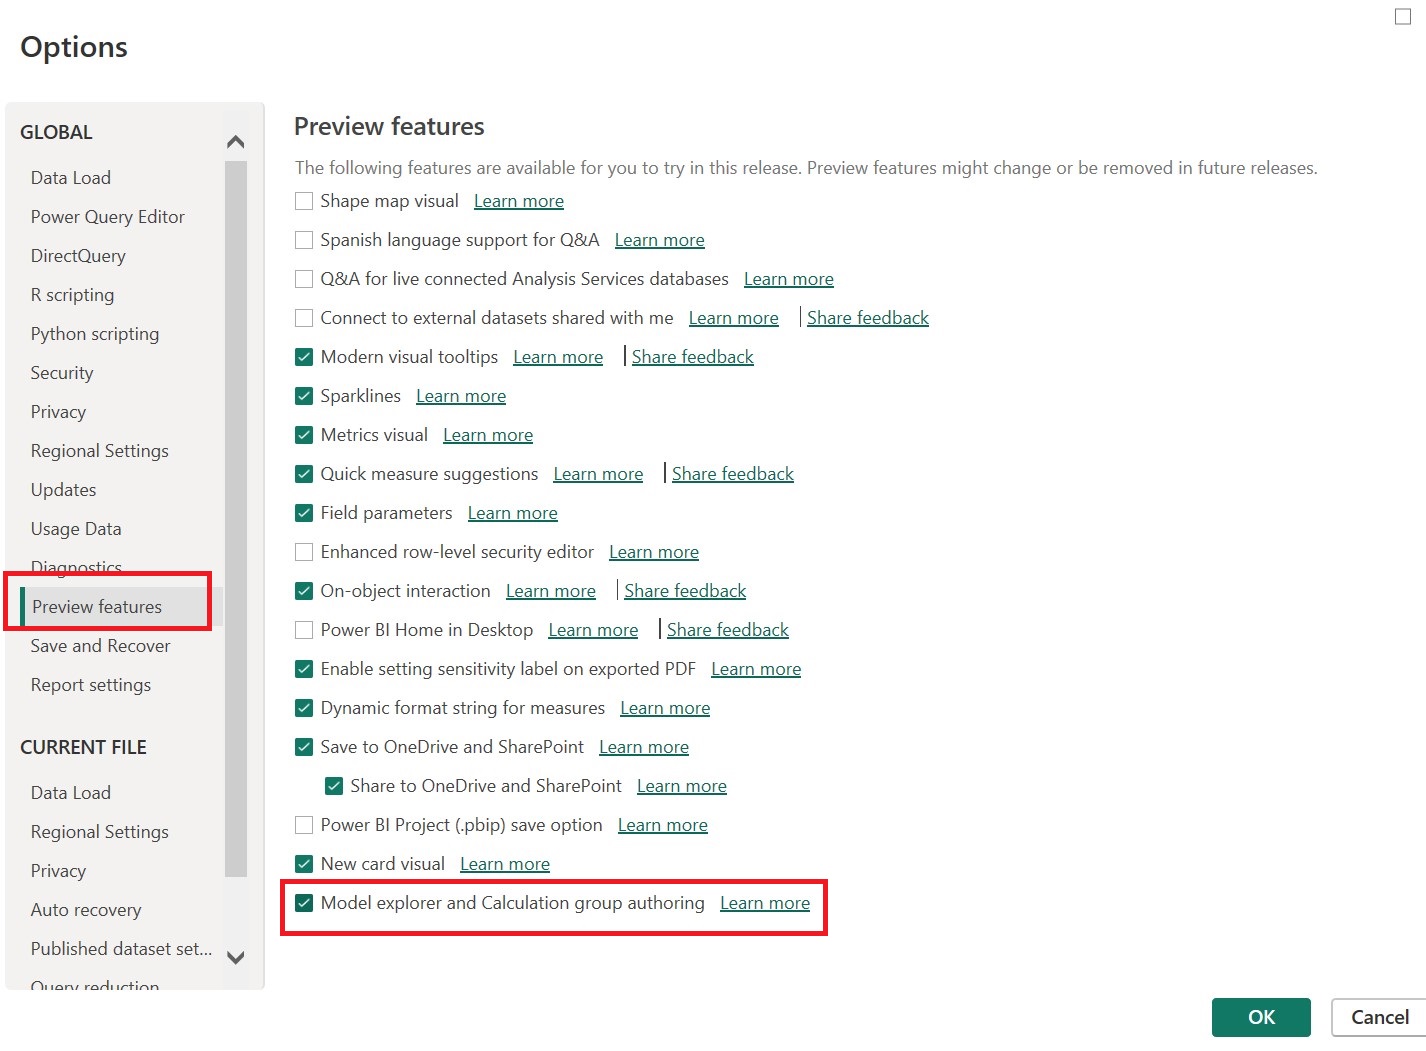 Options
GLOBAL
Data Load
Power Query Editor
DirectQuery
R scripting
Python scripting
Security
Privacy
Regional Settings
Updates
Usage Data
Diagnostics
Preview features
Save and Recover
Report settings
CURRENT FILE
Data Load
Regional Settings
Privacy
Auto recovery
Published dataset set...
Query reduction
Preview features
The following features are available for you to try in this release. Preview features might change or be removed in future releases.
Shape map visual Learn more
Spanish language support for Q&A Learn more
Q&A for live connected Analysis Services databases Learn more
Connect to external datasets shared with me Learn more | Share feedback
Modern visual tooltips Learn more | Share feedback
Sparklines Learn more
Metrics visual Learn more
Quick measure suggestions Learn more | Share feedback
Field parameters Learn more
Enhanced row-level security editor Learn more
On-object interaction Learn more | Share feedback
Power BI Home in Desktop Learn more | Share feedback
Enable setting sensitivity label on exported PDF Learn more
Dynamic format string for measures Learn more
Save to OneDrive and SharePoint Learn more
Share to OneDrive and SharePoint Learn more
Power BI Project (.pbip) save option Learn more
New card visual Learn more
Model explorer and Calculation group authoring Learn more
OK
Cancel